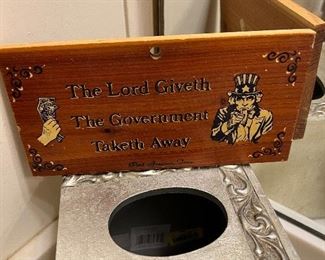 The Lord Giveth
The Government
Taketh Away